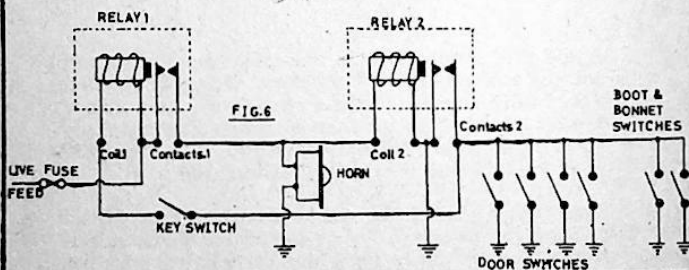 RELAY 1
RELAY 2
FIG.6
BOOT &
BONNET
SWITCHES
Coil.1
Contacts.1
Coil 2
Contacts 2
LIVE FUSE
FEED
HORN
KEY SWITCH
DOOR SWITCHES